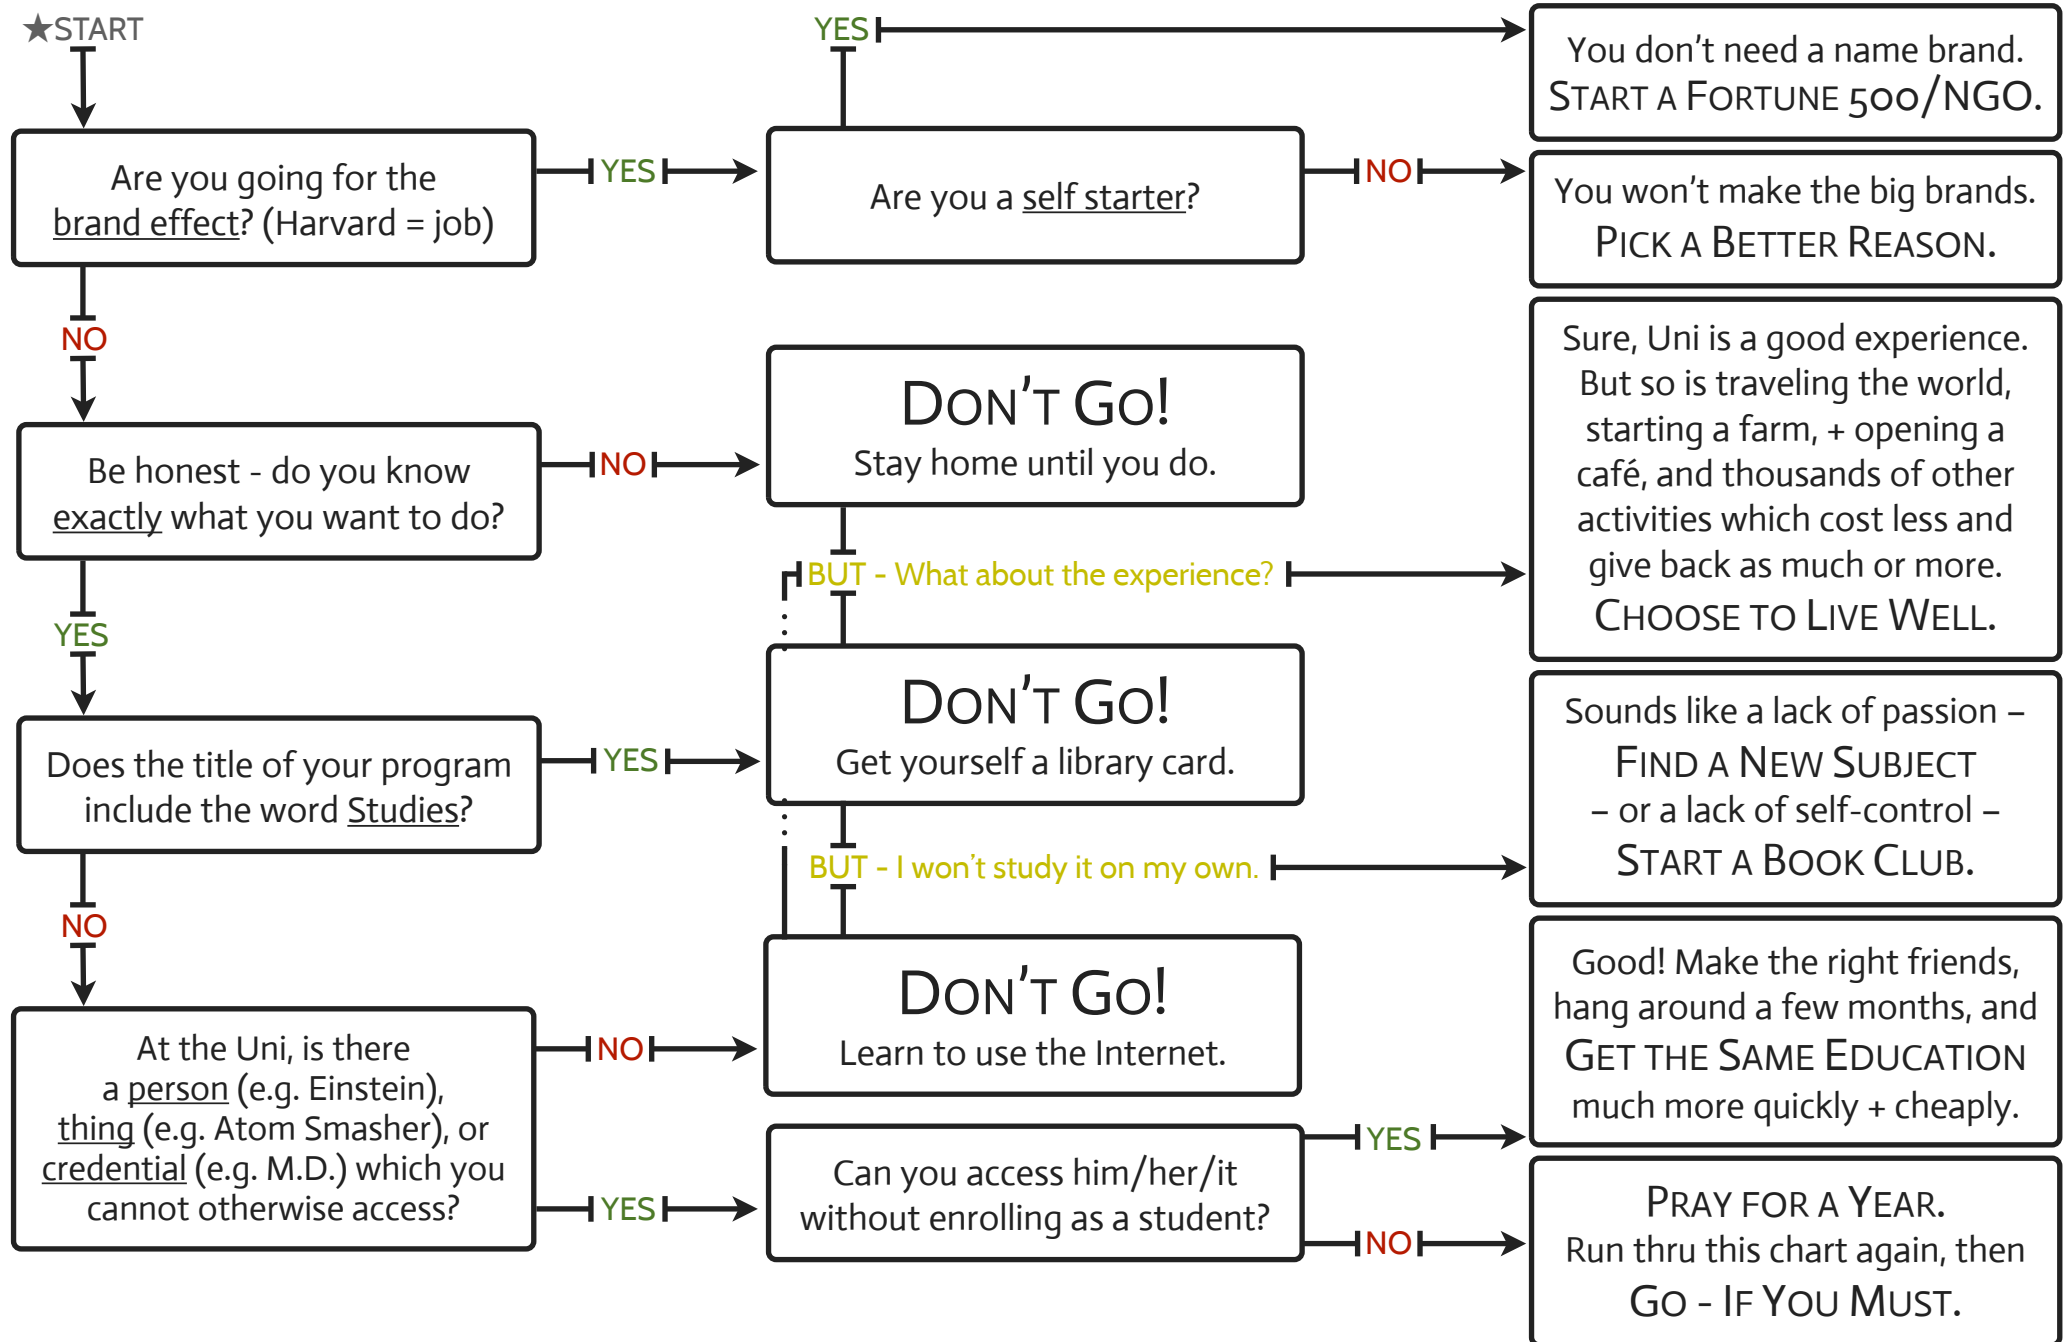 ★START
Are you going for the
brand effect? (Harvard = job)
YES
Are you a self starter?
YES
You don't need a name brand.
START A FORTUNE 500/NGO.
NO
You won't make the big brands.
PICK A BETTER REASON.
NO
Be honest - do you know
exactly what you want to do?
NO
DON'T GO!
Stay home until you do.
BUT - What about the experience?
Sure, Uni is a good experience.
But so is traveling the world,
starting a farm, + opening a
café, and thousands of other
activities which cost less and
give back as much or more.
CHOOSE TO LIVE WELL.
YES
Does the title of your program
include the word Studies?
YES
DON'T GO!
Get yourself a library card.
BUT - I won't study it on my own.
Sounds like a lack of passion –
FIND A NEW SUBJECT
– or a lack of self-control –
START A BOOK CLUB.
NO
At the Uni, is there
a person (e.g. Einstein),
thing (e.g. Atom Smasher), or
credential (e.g. M.D.) which you
cannot otherwise access?
NO
DON'T GO!
Learn to use the Internet.
YES
Can you access him/her/it
without enrolling as a student?
YES
Good! Make the right friends,
hang around a few months, and
GET THE SAME EDUCATION
much more quickly + cheaply.
NO
PRAY FOR A YEAR.
Run thru this chart again, then
GO - IF YOU MUST.